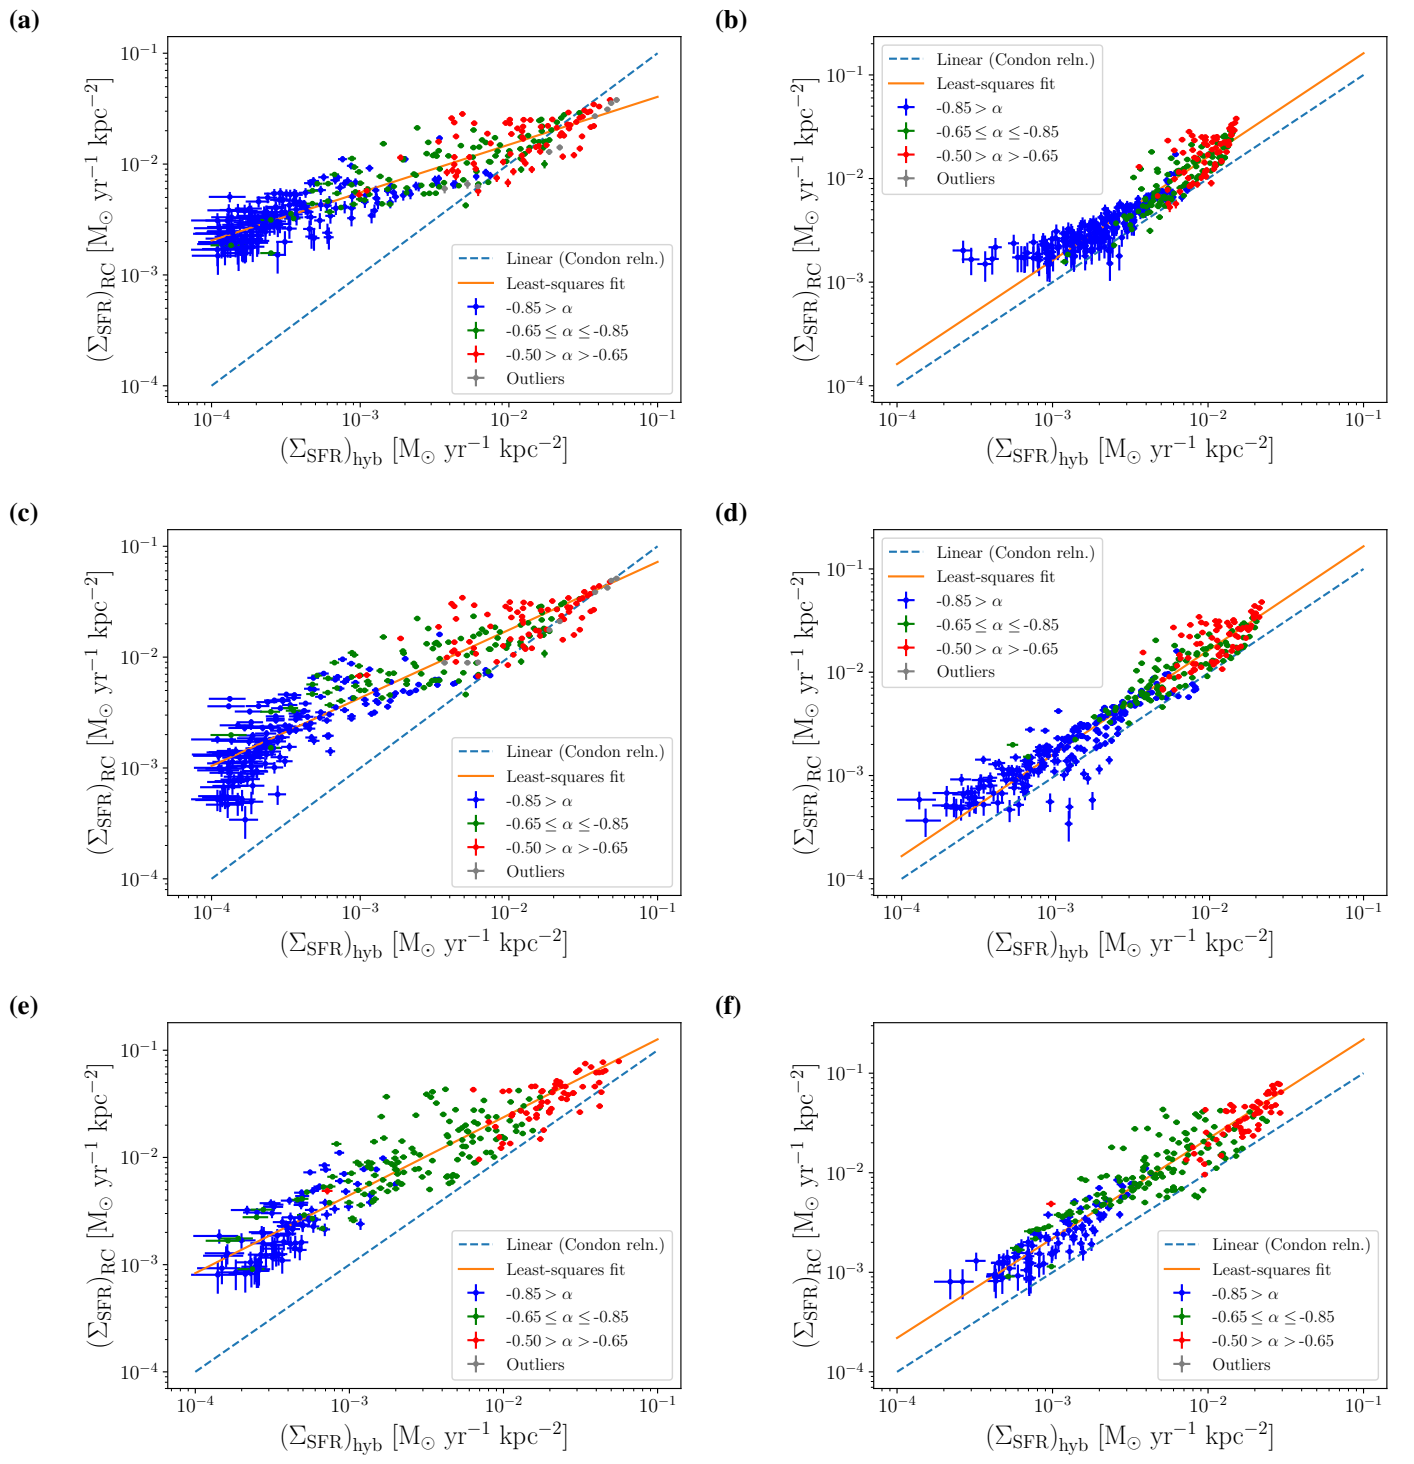 (a)
10⁻¹
10⁻²
10⁻³
10⁻⁴
(Σ_SFR)_RC [M_⊙ yr⁻¹ kpc⁻²]
Linear (Condon reln.)
Least-squares fit
-0.85 > α
-0.65 ≤ α ≤ -0.85
-0.50 > α > -0.65
Outliers
10⁻⁴ 10⁻³ 10⁻² 10⁻¹
(Σ_SFR)_hyb [M_⊙ yr⁻¹ kpc⁻²]
(b)
Linear (Condon reln.)
Least-squares fit
-0.85 > α
-0.65 ≤ α ≤ -0.85
-0.50 > α > -0.65
Outliers
10⁻¹
10⁻²
10⁻³
10⁻⁴
(Σ_SFR)_RC [M_⊙ yr⁻¹ kpc⁻²]
10⁻⁴ 10⁻³ 10⁻² 10⁻¹
(Σ_SFR)_hyb [M_⊙ yr⁻¹ kpc⁻²]
(c)
10⁻¹
10⁻²
10⁻³
10⁻⁴
(Σ_SFR)_RC [M_⊙ yr⁻¹ kpc⁻²]
Linear (Condon reln.)
Least-squares fit
-0.85 > α
-0.65 ≤ α ≤ -0.85
-0.50 > α > -0.65
Outliers
10⁻⁴ 10⁻³ 10⁻² 10⁻¹
(Σ_SFR)_hyb [M_⊙ yr⁻¹ kpc⁻²]
(d)
Linear (Condon reln.)
Least-squares fit
-0.85 > α
-0.65 ≤ α ≤ -0.85
-0.50 > α > -0.65
Outliers
10⁻¹
10⁻²
10⁻³
10⁻⁴
(Σ_SFR)_RC [M_⊙ yr⁻¹ kpc⁻²]
10⁻⁴ 10⁻³ 10⁻² 10⁻¹
(Σ_SFR)_hyb [M_⊙ yr⁻¹ kpc⁻²]
(e)
10⁻¹
10⁻²
10⁻³
10⁻⁴
(Σ_SFR)_RC [M_⊙ yr⁻¹ kpc⁻²]
Linear (Condon reln.)
Least-squares fit
-0.85 > α
-0.65 ≤ α ≤ -0.85
-0.50 > α > -0.65
Outliers
10⁻⁴ 10⁻³ 10⁻² 10⁻¹
(Σ_SFR)_hyb [M_⊙ yr⁻¹ kpc⁻²]
(f)
10⁻¹
10⁻²
10⁻³
10⁻⁴
(Σ_SFR)_RC [M_⊙ yr⁻¹ kpc⁻²]
Linear (Condon reln.)
Least-squares fit
-0.85 > α
-0.65 ≤ α ≤ -0.85
-0.50 > α > -0.65
Outliers
10⁻⁴ 10⁻³ 10⁻² 10⁻¹
(Σ_SFR)_hyb [M_⊙ yr⁻¹ kpc⁻²]